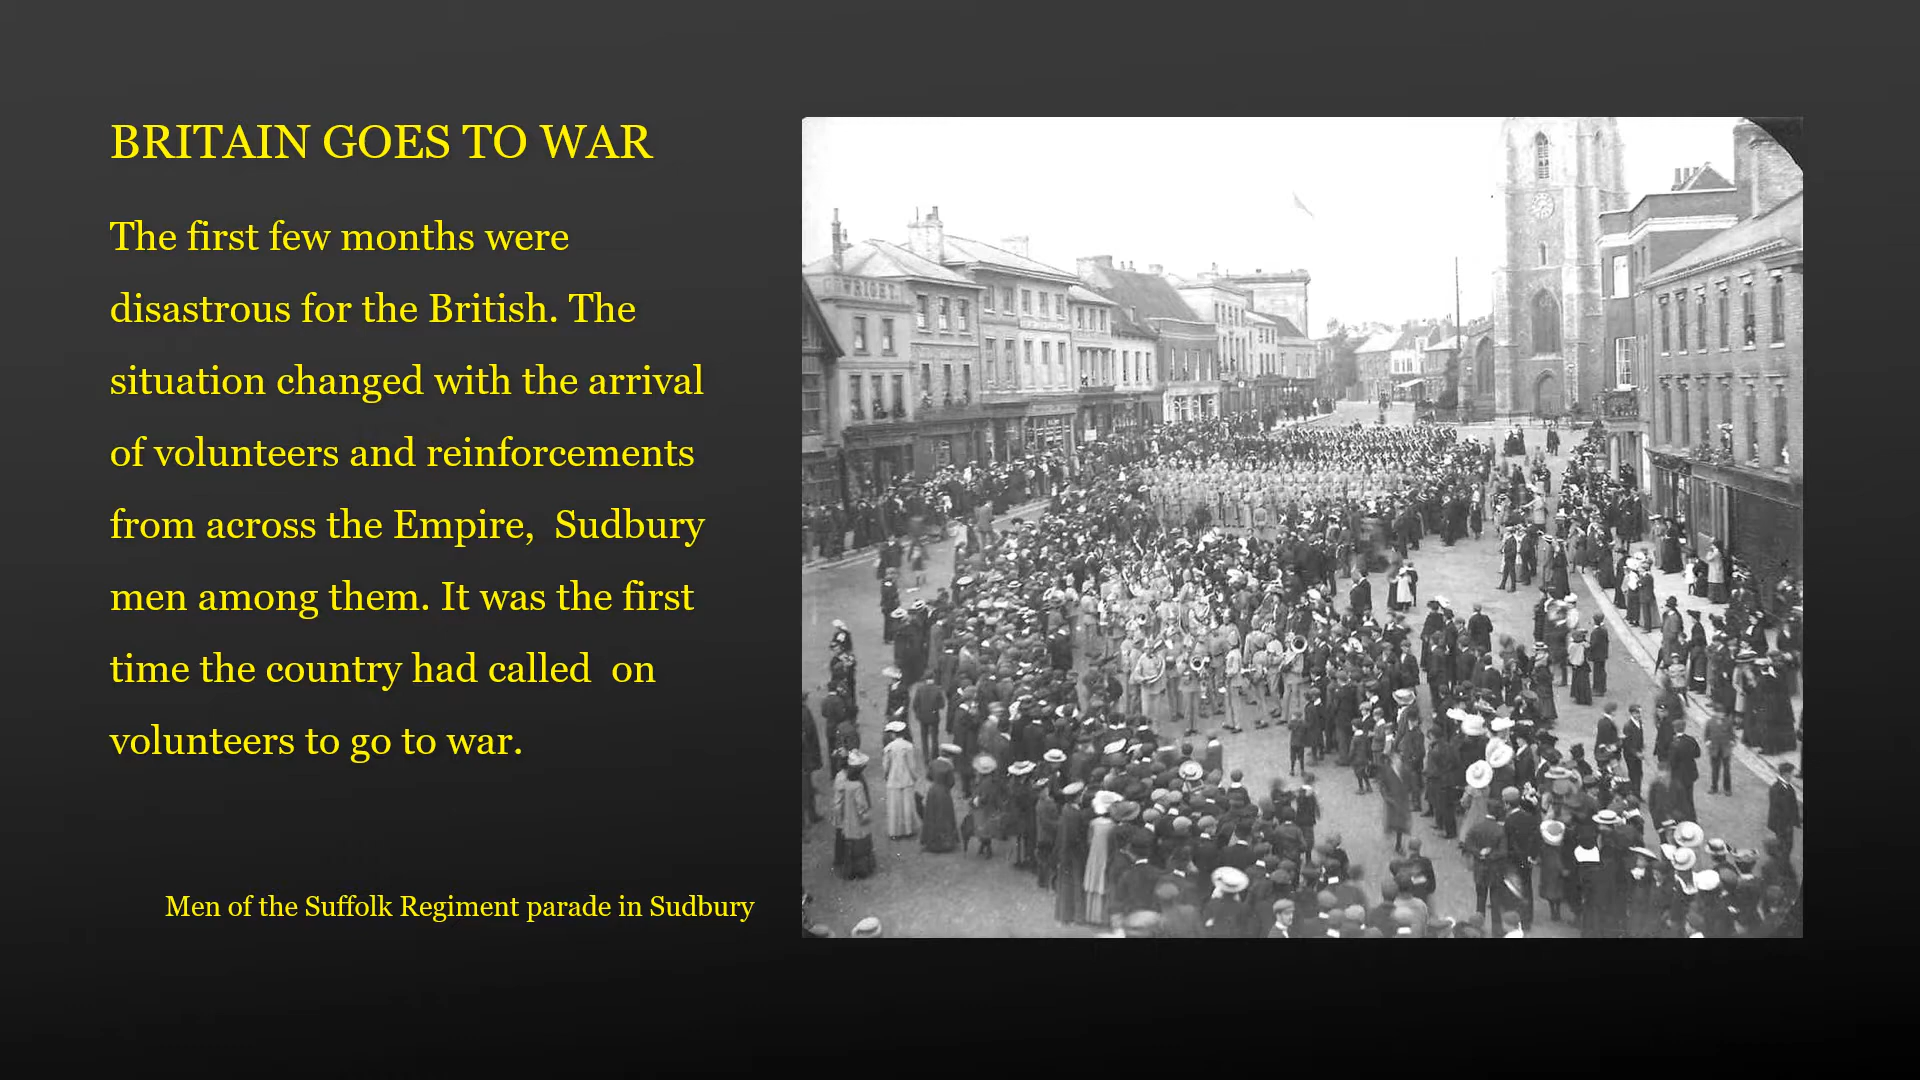 BRITAIN GOES TO WAR
The first few months were
disastrous for the British. The
situation changed with the arrival
of volunteers and reinforcements
from across the Empire,  Sudbury
men among them. It was the first
time the country had called  on
volunteers to go to war.
Men of the Suffolk Regiment parade in Sudbury
WRIGHT